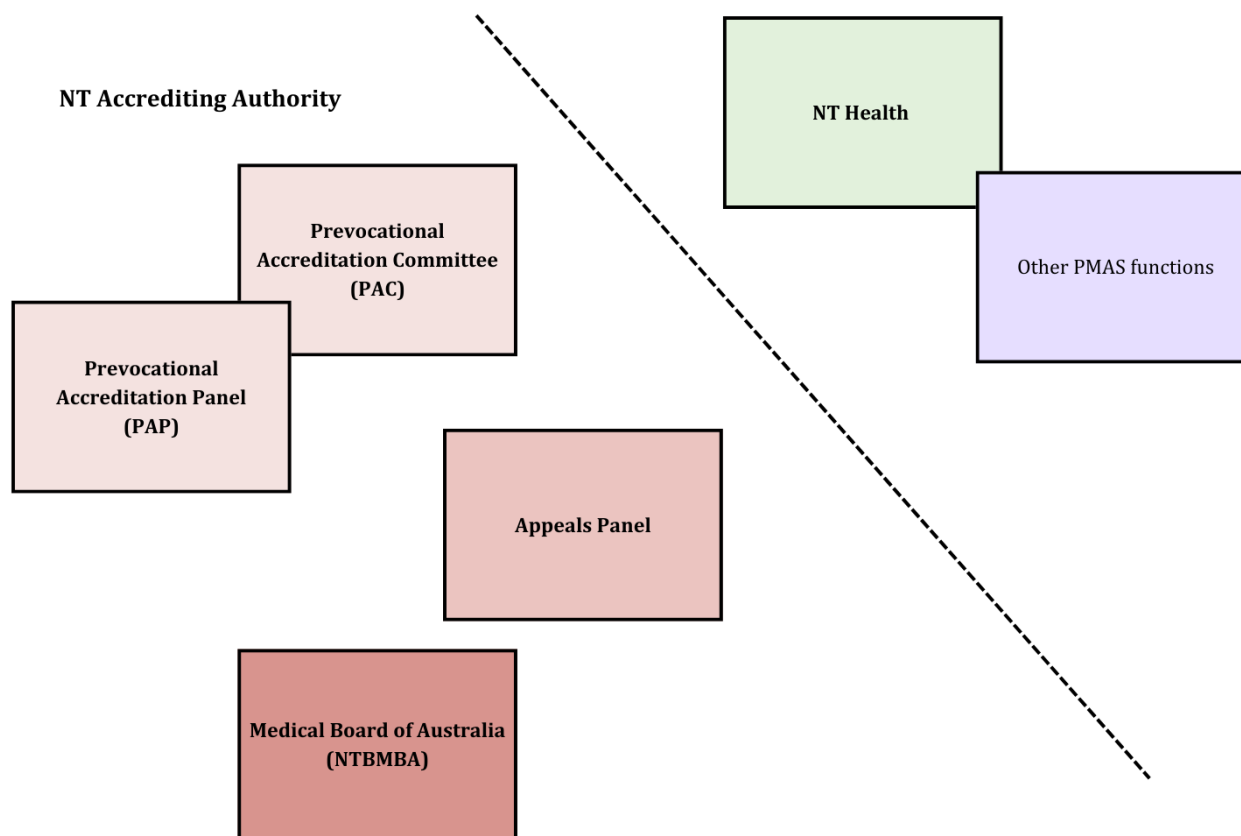 NT Accrediting Authority
NT Health
Prevocational
Accreditation Committee
(PAC)
Other PMAS functions
Prevocational
Accreditation Panel
(PAP)
Appeals Panel
Medical Board of Australia
(NTBMBA)